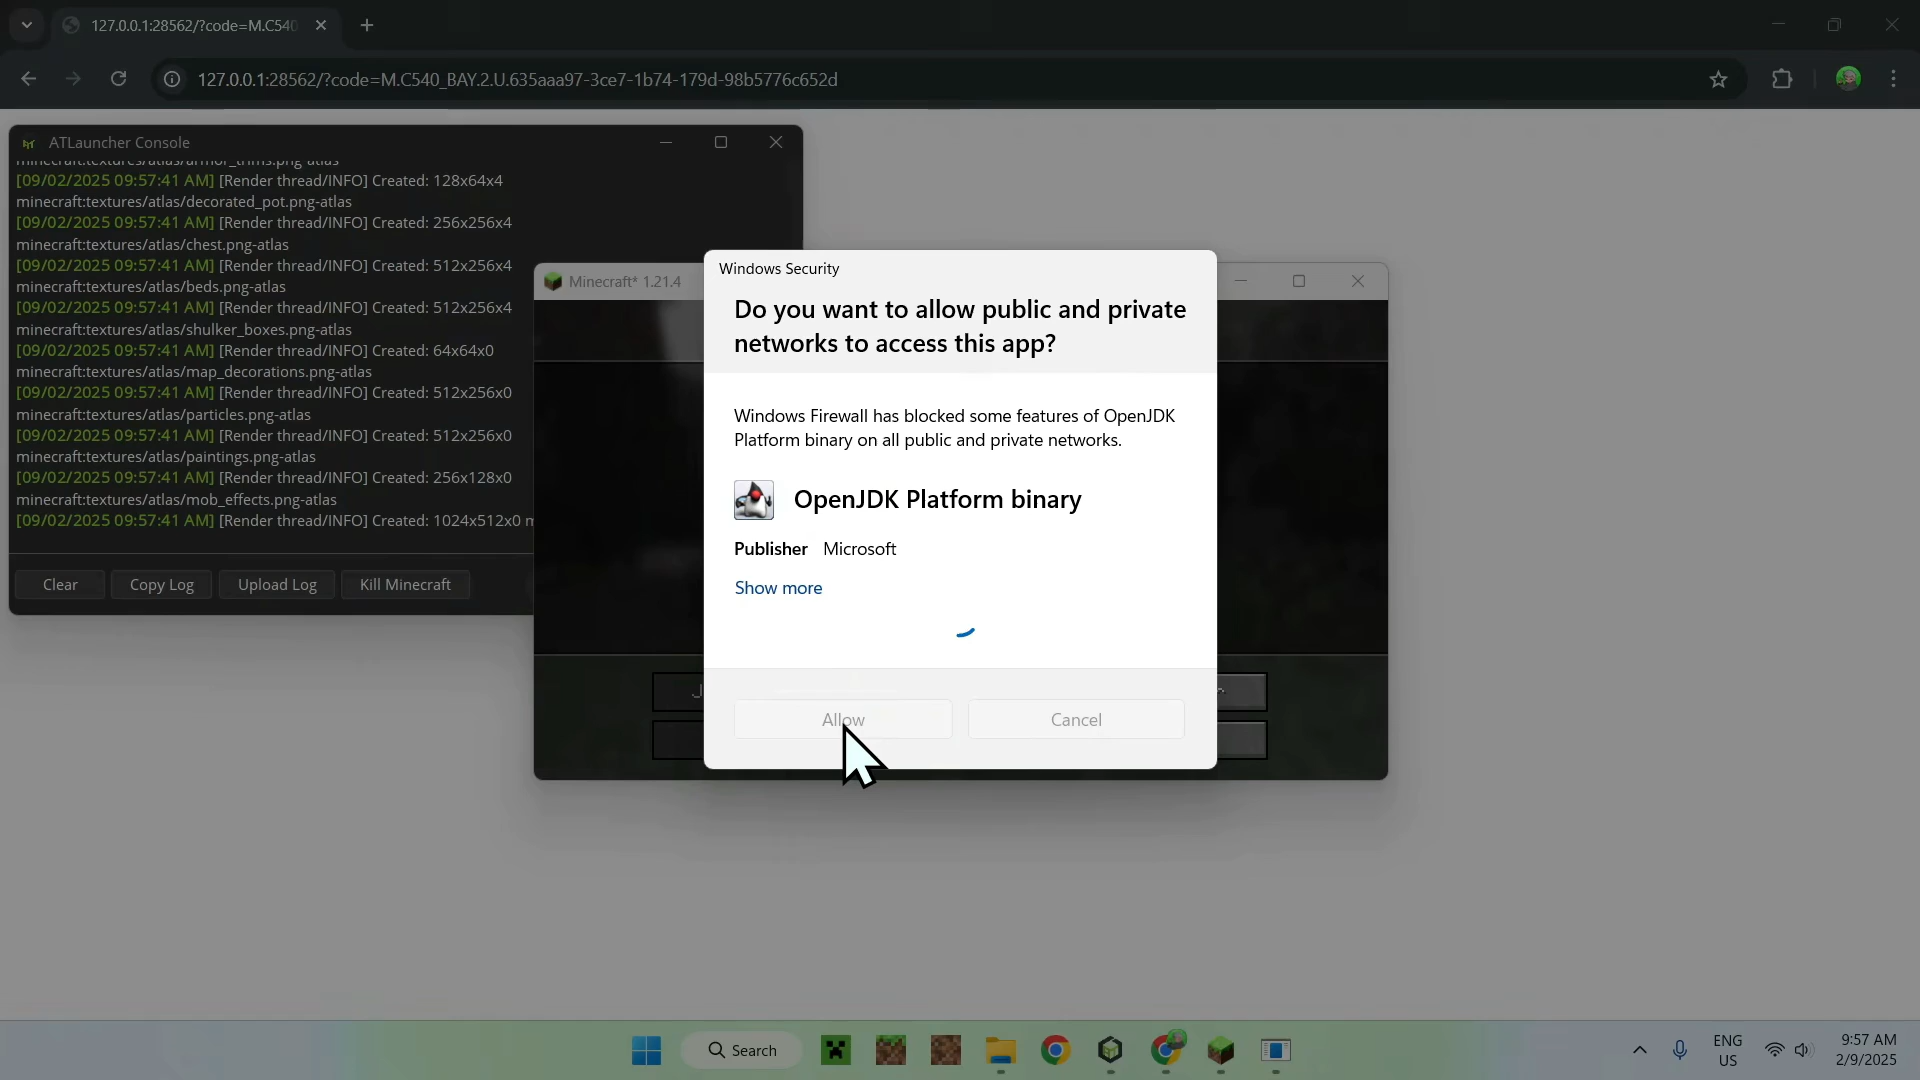 127.0.0.1:28562/?code=M.C540
127.0.0.1:28562/?code=M.C540_BAY.2.U.635aaa97-3ce7-1b74-179d-98b5776c652d
ATLauncher Console
minecraft:textures/atlas/armor_trims.png-atlas
[09/02/2025 09:57:41 AM] [Render thread/INFO] Created: 128x64x4
minecraft:textures/atlas/decorated_pot.png-atlas
[09/02/2025 09:57:41 AM] [Render thread/INFO] Created: 256x256x4
minecraft:textures/atlas/chest.png-atlas
[09/02/2025 09:57:41 AM] [Render thread/INFO] Created: 512x256x4
minecraft:textures/atlas/beds.png-atlas
[09/02/2025 09:57:41 AM] [Render thread/INFO] Created: 512x256x4
minecraft:textures/atlas/shulker_boxes.png-atlas
[09/02/2025 09:57:41 AM] [Render thread/INFO] Created: 64x64x0
minecraft:textures/atlas/map_decorations.png-atlas
[09/02/2025 09:57:41 AM] [Render thread/INFO] Created: 512x256x0
minecraft:textures/atlas/particles.png-atlas
[09/02/2025 09:57:41 AM] [Render thread/INFO] Created: 512x256x0
minecraft:textures/atlas/paintings.png-atlas
[09/02/2025 09:57:41 AM] [Render thread/INFO] Created: 256x128x0
minecraft:textures/atlas/mob_effects.png-atlas
[09/02/2025 09:57:41 AM] [Render thread/INFO] Created: 1024x512x0
Clear Copy Log Upload Log Kill Minecraft
Minecraft* 1.21.4
Windows Security
Do you want to allow public and private
networks to access this app?
Windows Firewall has blocked some features of OpenJDK
Platform binary on all public and private networks.
OpenJDK Platform binary
Publisher Microsoft
Show more
Allow Cancel
Search
ENG
US
9:57 AM
2/9/2025